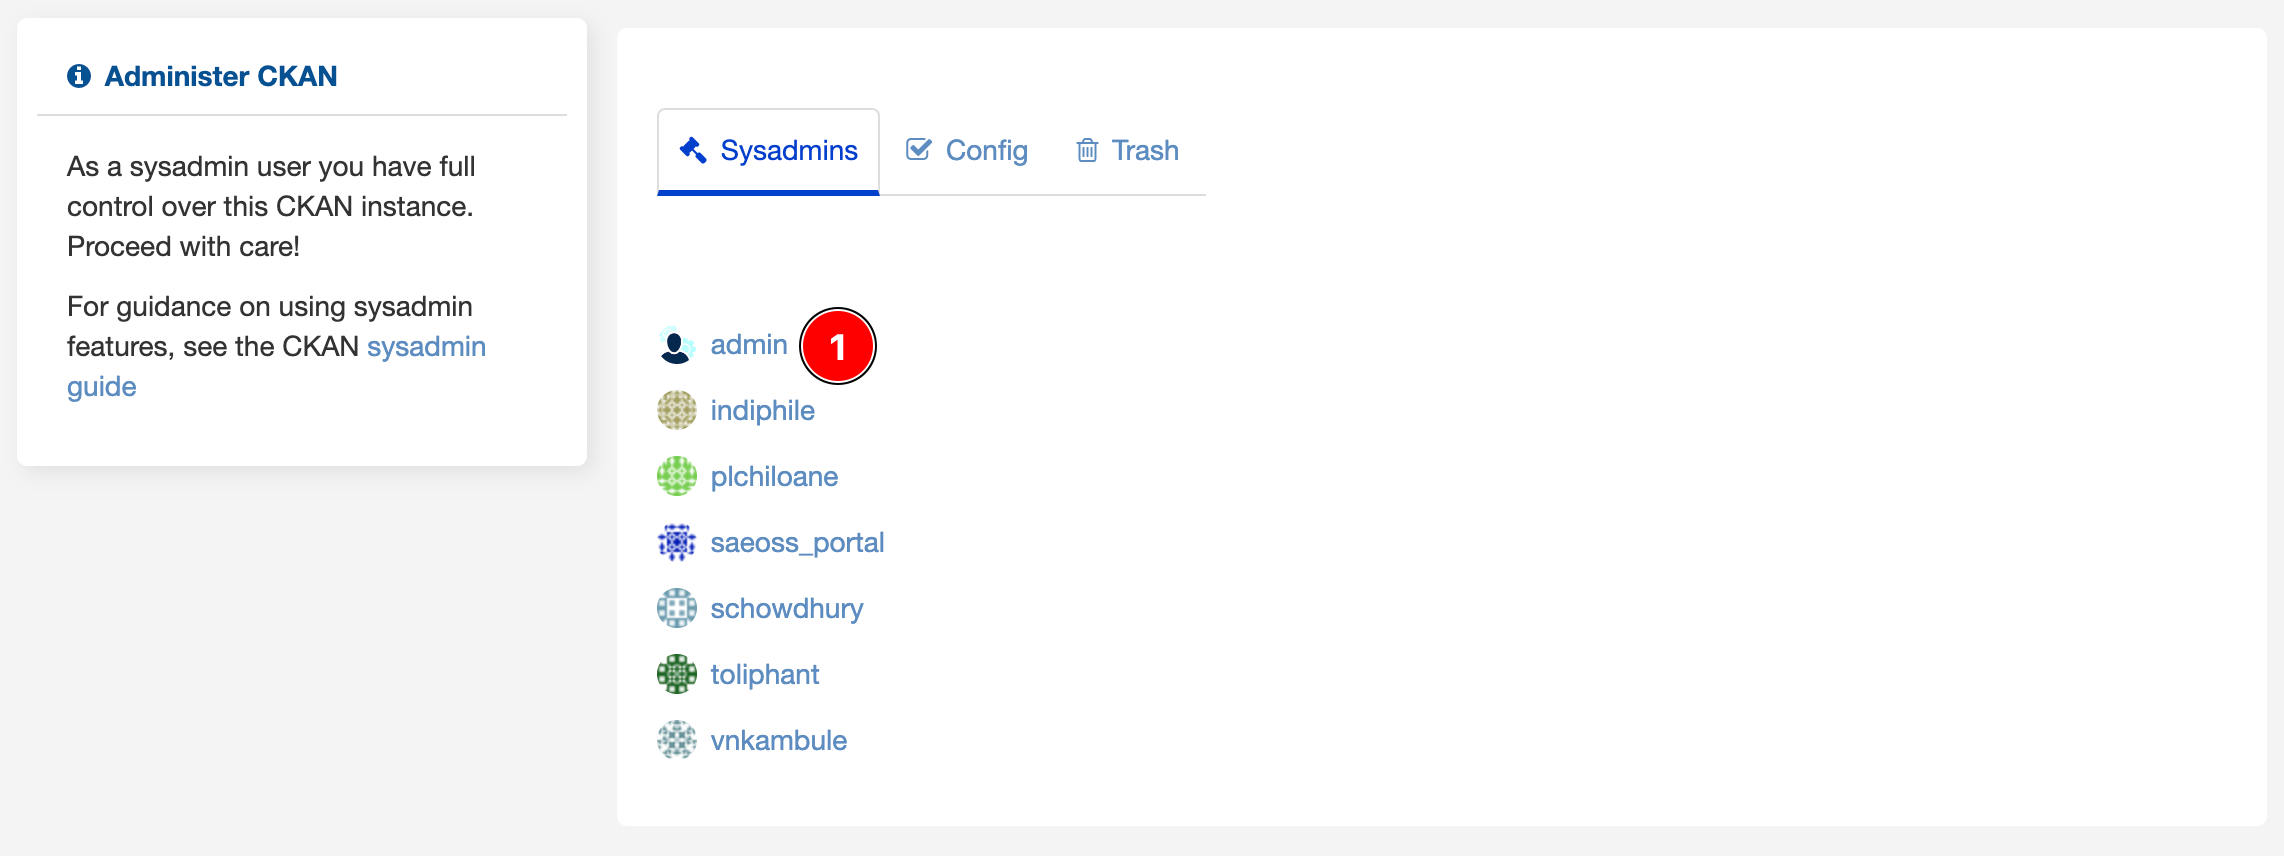 Administer CKAN
As a sysadmin user you have full
control over this CKAN instance.
Proceed with care!
For guidance on using sysadmin
features, see the CKAN sysadmin
guide
Sysadmins Config Trash
admin 1
indiphile
plchiloane
saeoss_portal
schowdhury
toliphant
vnkambule